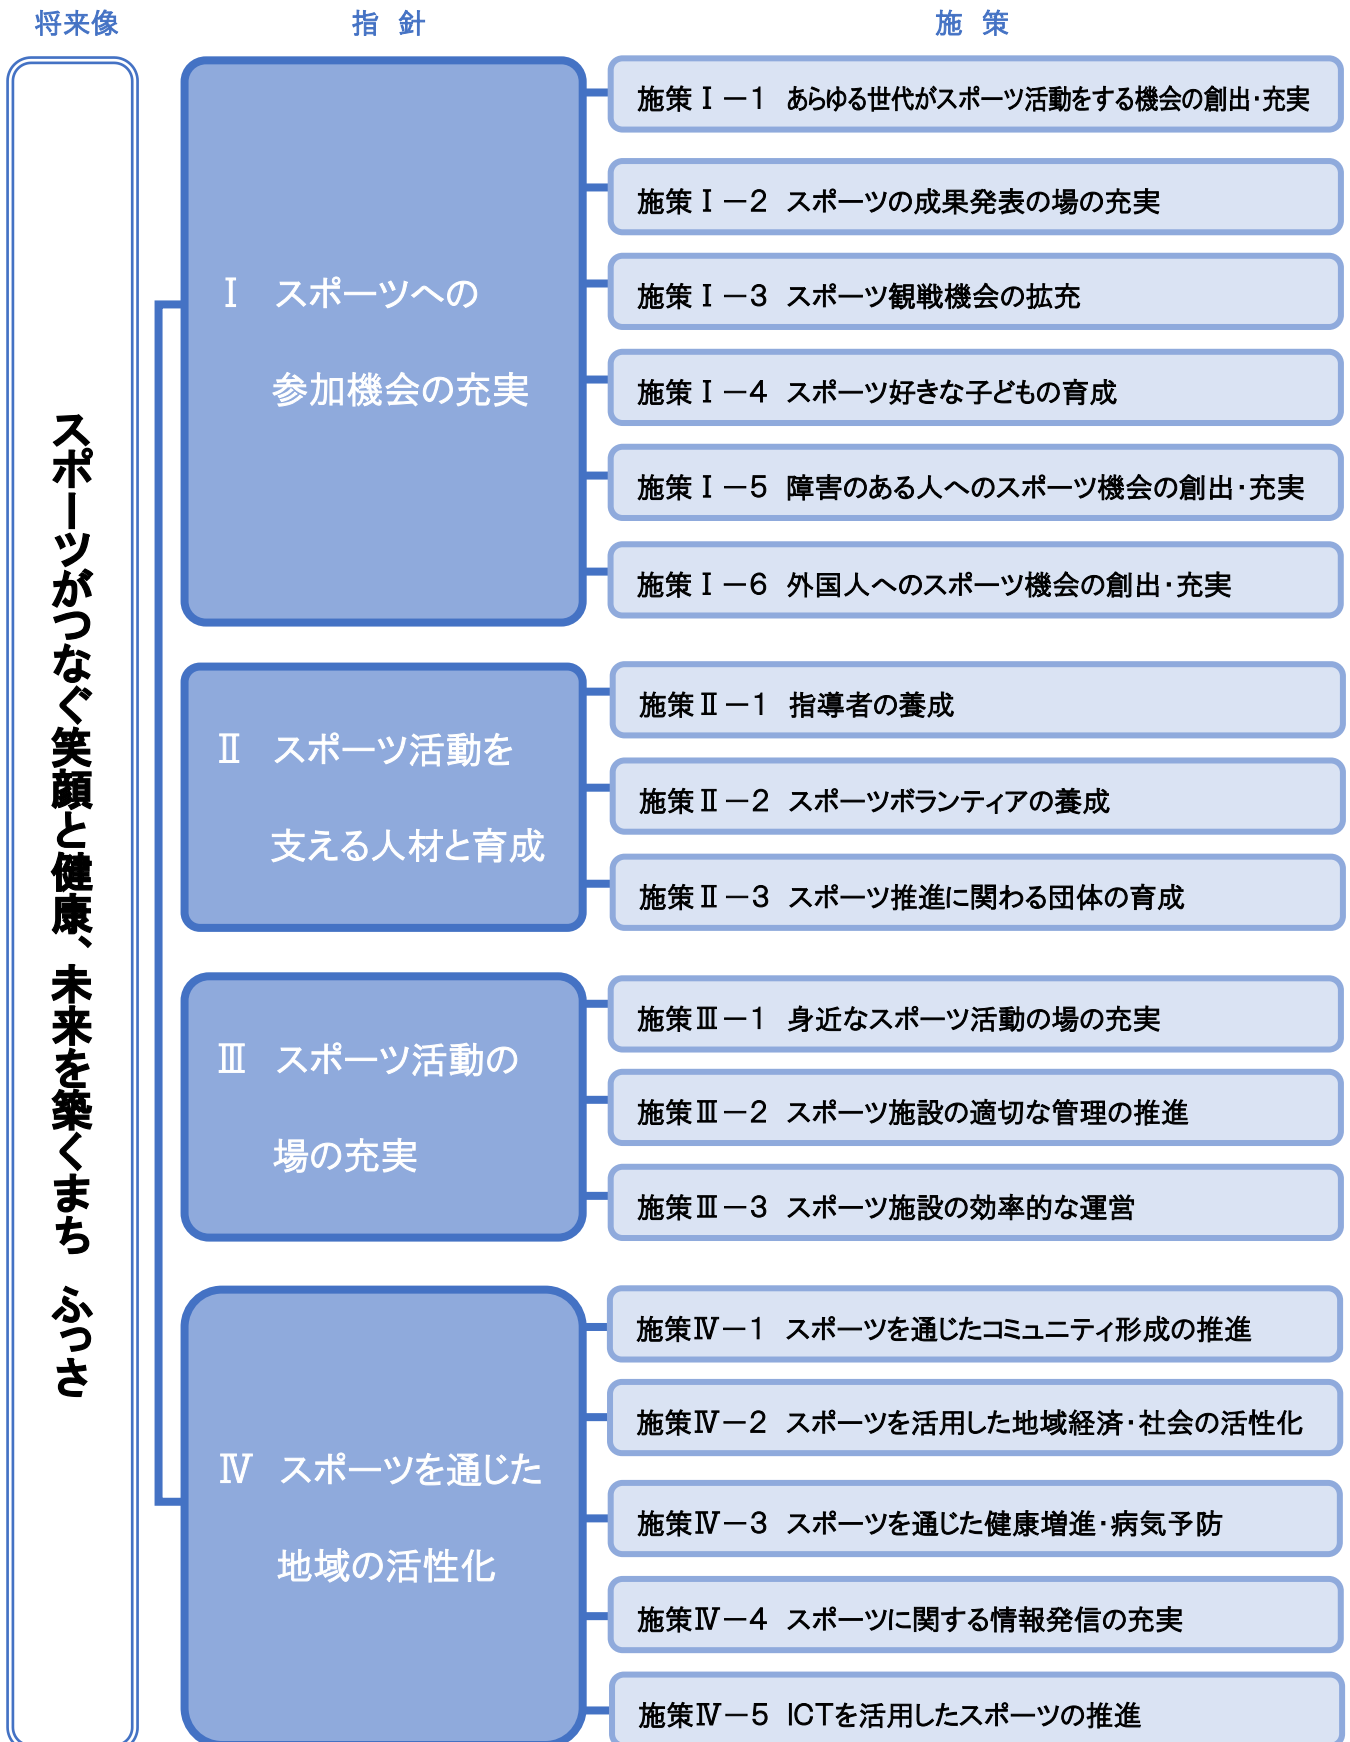 将来像
指 針
施 策
スポーツがつなぐ笑顔と健康、未来を築くまち ふっさ
Ⅰ スポーツへの
参加機会の充実
施策Ⅰ－1 あらゆる世代がスポーツ活動をする機会の創出・充実
施策Ⅰ－2 スポーツの成果発表の場の充実
施策Ⅰ－3 スポーツ観戦機会の拡充
施策Ⅰ－4 スポーツ好きな子どもの育成
施策Ⅰ－5 障害のある人へのスポーツ機会の創出・充実
施策Ⅰ－6 外国人へのスポーツ機会の創出・充実
Ⅱ スポーツ活動を
支える人材と育成
施策Ⅱ－1 指導者の養成
施策Ⅱ－2 スポーツボランティアの養成
施策Ⅱ－3 スポーツ推進に関わる団体の育成
Ⅲ スポーツ活動の
場の充実
施策Ⅲ－1 身近なスポーツ活動の場の充実
施策Ⅲ－2 スポーツ施設の適切な管理の推進
施策Ⅲ－3 スポーツ施設の効率的な運営
Ⅳ スポーツを通じた
地域の活性化
施策Ⅳ－1 スポーツを通じたコミュニティ形成の推進
施策Ⅳ－2 スポーツを活用した地域経済・社会の活性化
施策Ⅳ－3 スポーツを通じた健康増進・病気予防
施策Ⅳ－4 スポーツに関する情報発信の充実
施策Ⅳ－5 ICTを活用したスポーツの推進